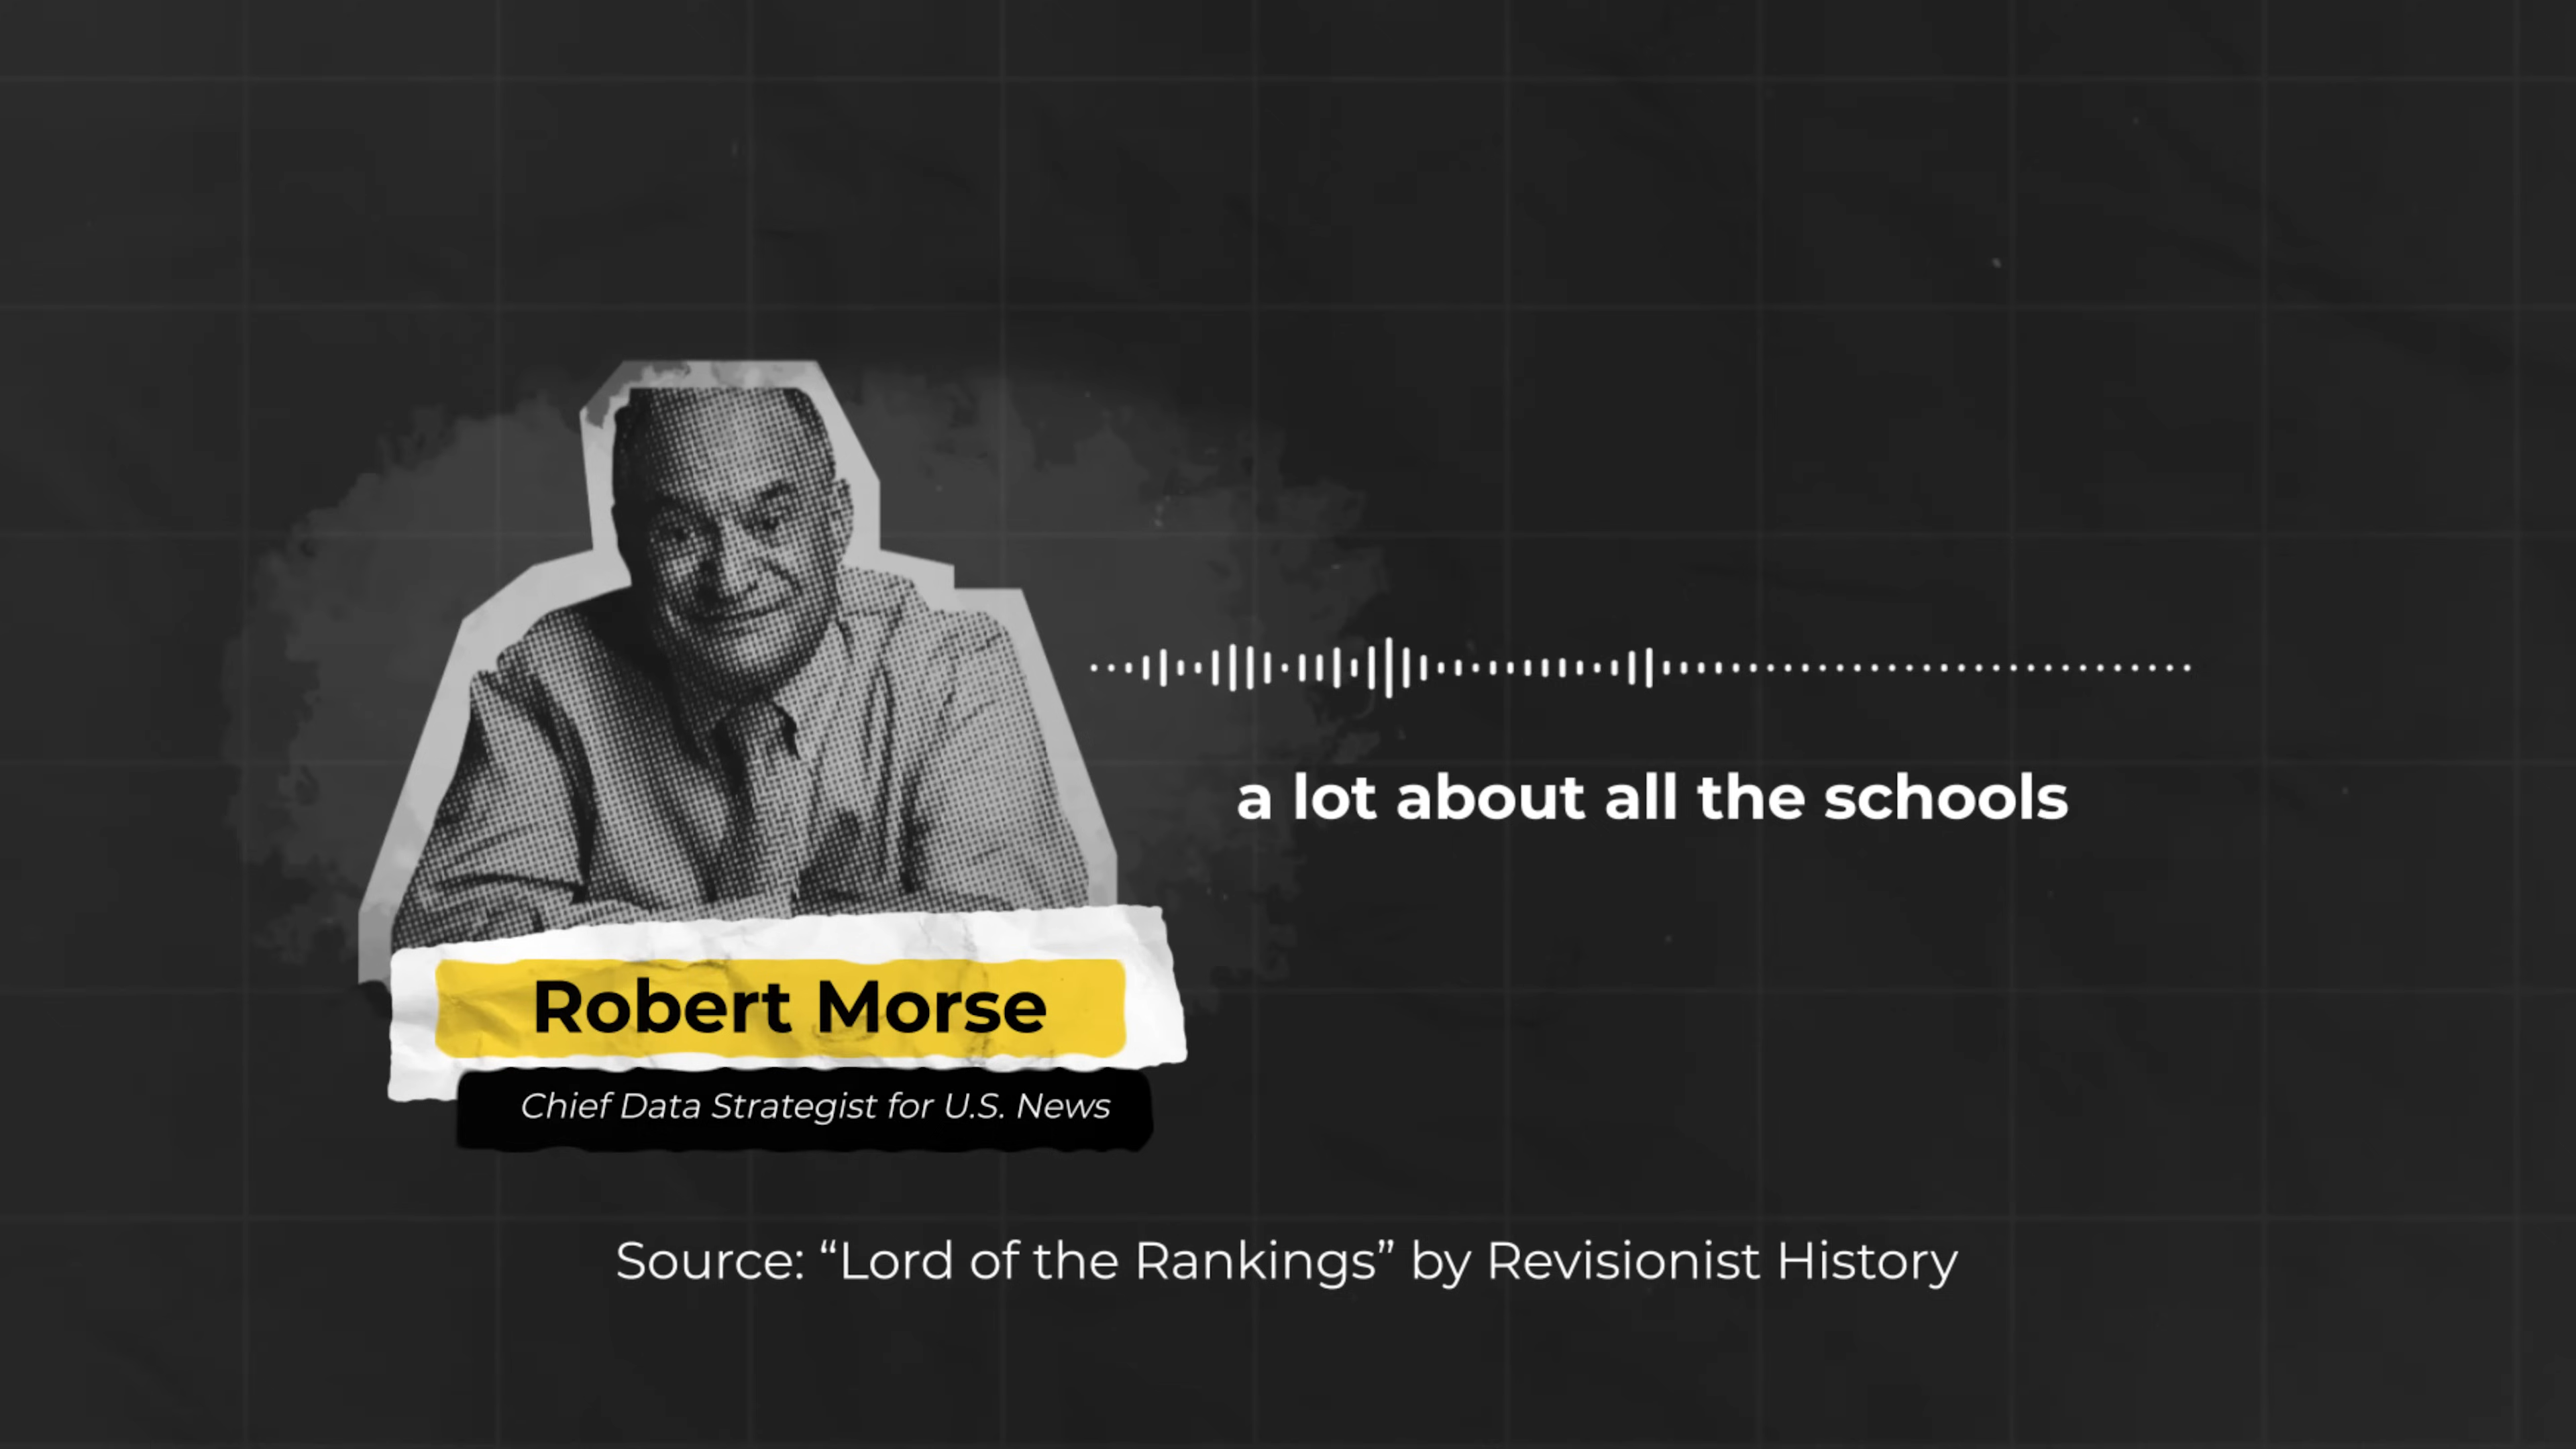 a lot about all the schools
Robert Morse
Chief Data Strategist for U.S. News
Source: “Lord of the Rankings” by Revisionist History